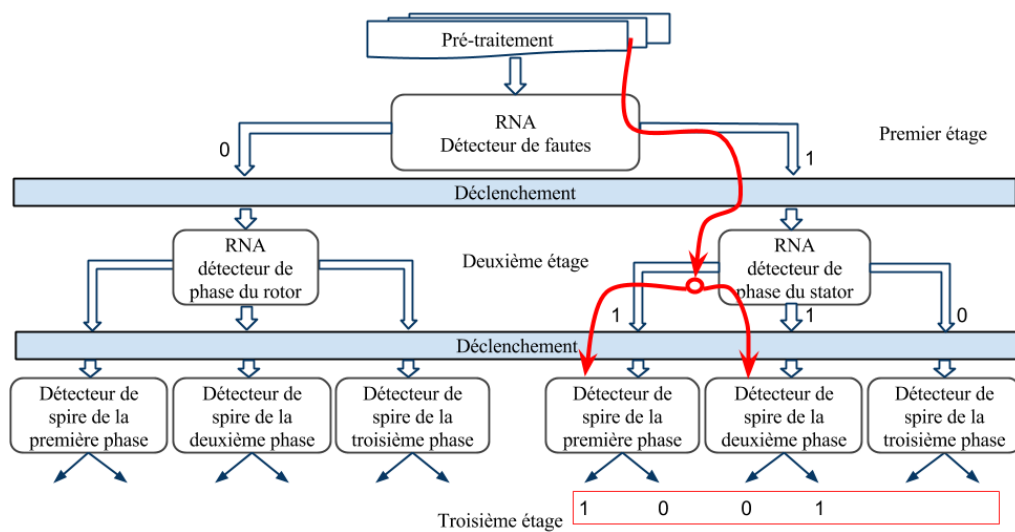 Pré-traitement
RNA
Détecteur de fautes
Premier étage
0
1
Déclenchement
RNA
détecteur de
phase du rotor
Deuxième étage
RNA
détecteur de
phase du stator
1
1
0
Déclenchement
Détecteur de
spire de la
première phase
Détecteur de
spire de la
deuxième phase
Détecteur de
spire de la
troisième phase
Détecteur de
spire de la
première phase
Détecteur de
spire de la
deuxième phase
Détecteur de
spire de la
troisième phase
Troisième étage
1 0 0 1